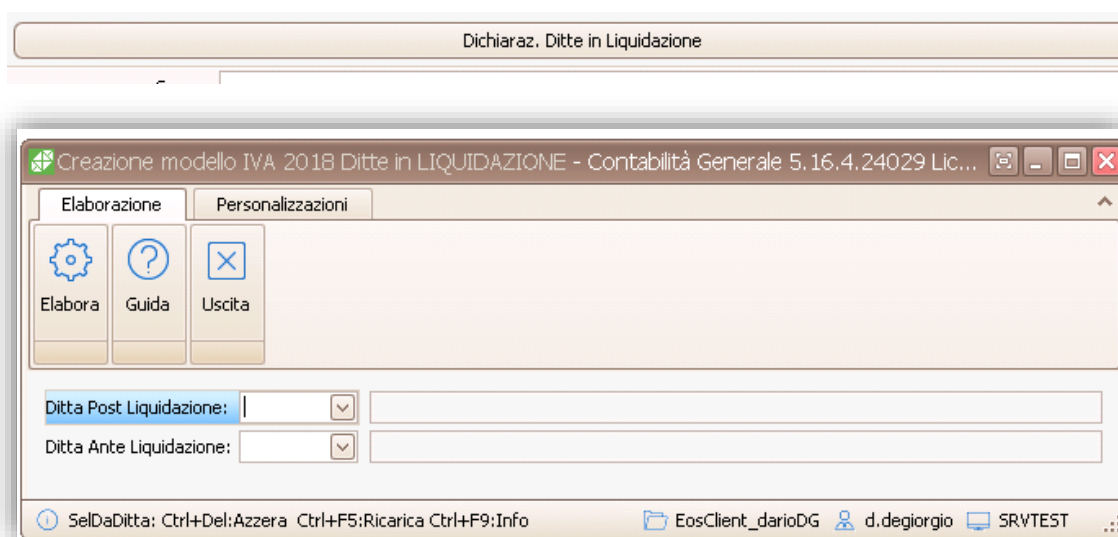 Dichiaraz. Ditte in Liquidazione
Creazione modello IVA 2018 Ditte in LIQUIDAZIONE - Contabilità Generale 5.16.4.24029 Lic...
Elaborazione Personalizzazioni
Elabora Guida Uscita
Ditta Post Liquidazione:
Ditta Ante Liquidazione:
SelDaDitta: Ctrl+Del:Azzera Ctrl+F5:Ricarica Ctrl+F9:Info EosClient_darioDG d.degiorgio SRVTEST